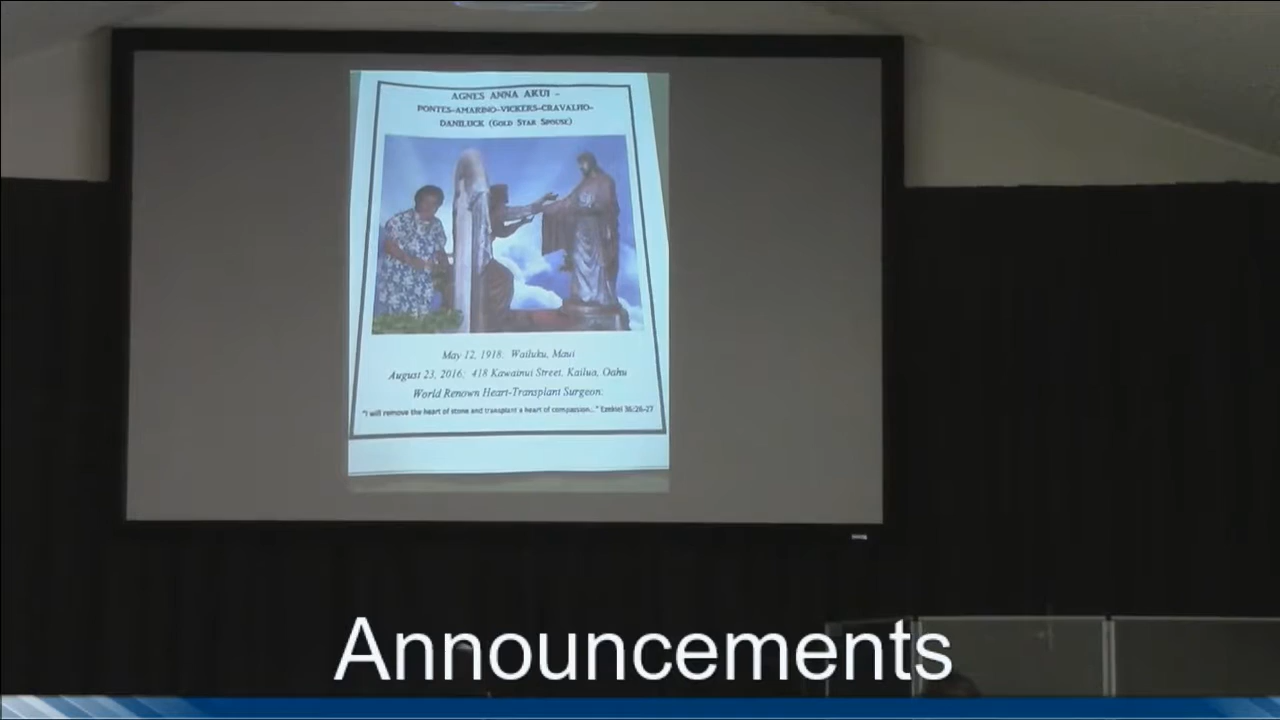 AGNES ANNA AKUI –
PONTES-AMARINO-VICKERS-CRAVALHO-
DANILUCK (GOLD STAR SPOUSE)
May 12, 1918: Wailuku, Maui
August 23, 2016: 418 Kawainui Street, Kailua, Oahu
World Renown Heart-Transplant Surgeon:
"I will remove the heart of stone and transplant a heart of compassion..." Ezekiel 36:26-27
Announcements